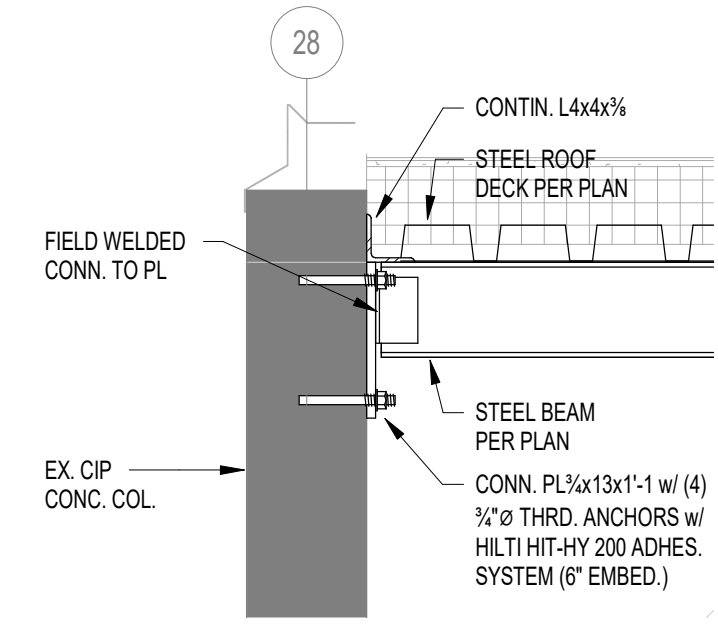 28
CONTIN. L4x4x⅜
STEEL ROOF
DECK PER PLAN
FIELD WELDED
CONN. TO PL
STEEL BEAM
PER PLAN
EX. CIP
CONC. COL.
CONN. PL¾x13x1'-1 w/ (4)
¾"Ø THRD. ANCHORS w/
HILTI HIT-HY 200 ADHES.
SYSTEM (6" EMBED.)